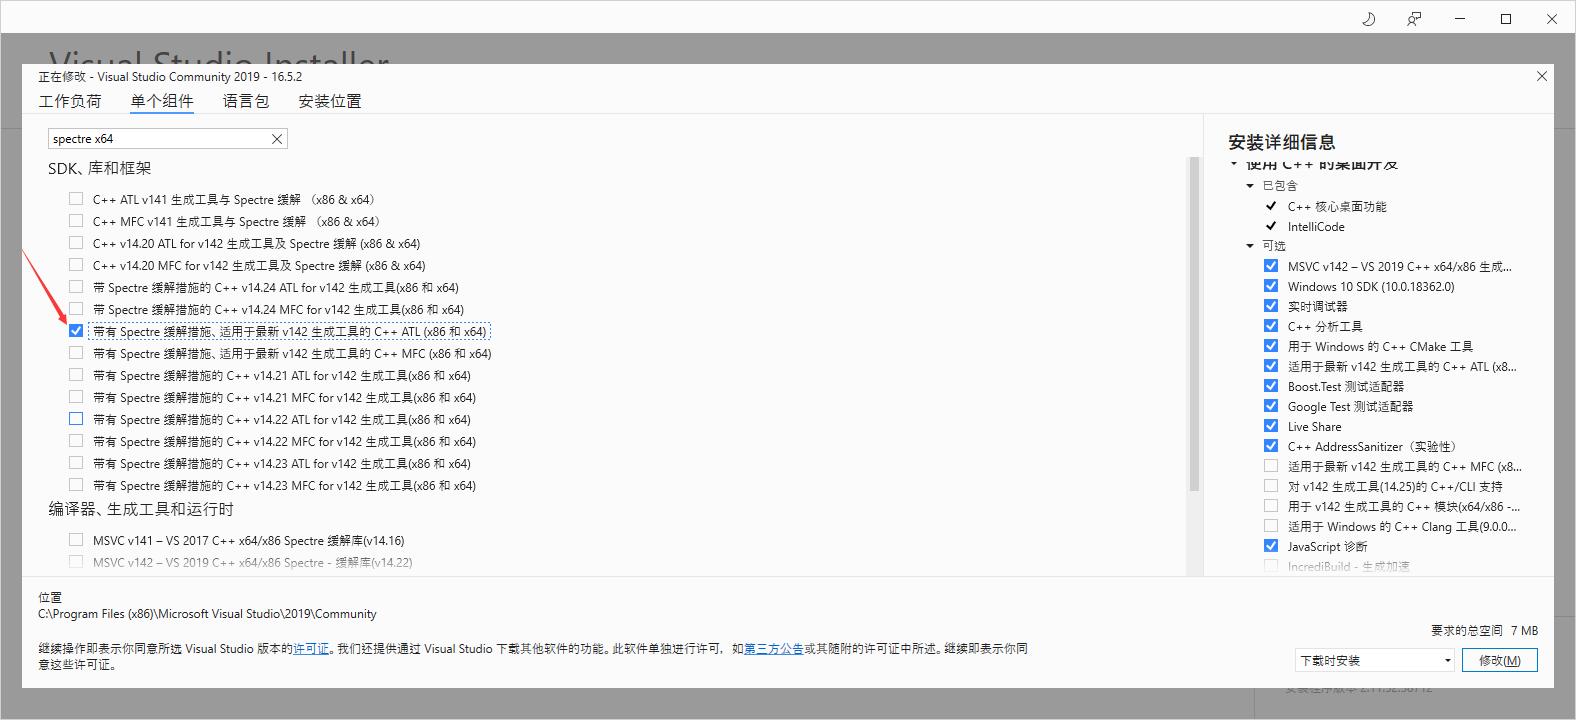 Visual Studio Installer
正在修改 - Visual Studio Community 2019 - 16.5.2
工作负荷 单个组件 语言包 安装位置
spectre x64
SDK、库和框架
C++ ATL v141 生成工具与 Spectre 缓解 （x86 & x64）
C++ MFC v141 生成工具与 Spectre 缓解 （x86 & x64）
C++ v14.20 ATL for v142 生成工具及 Spectre 缓解 (x86 & x64)
C++ v14.20 MFC for v142 生成工具及 Spectre 缓解 (x86 & x64)
带 Spectre 缓解措施的 C++ v14.24 ATL for v142 生成工具(x86 和 x64)
带 Spectre 缓解措施的 C++ v14.24 MFC for v142 生成工具(x86 和 x64)
带有 Spectre 缓解措施、适用于最新 v142 生成工具的 C++ ATL (x86 和 x64)
带有 Spectre 缓解措施、适用于最新 v142 生成工具的 C++ MFC (x86 和 x64)
带有 Spectre 缓解措施的 C++ v14.21 ATL for v142 生成工具(x86 和 x64)
带有 Spectre 缓解措施的 C++ v14.21 MFC for v142 生成工具(x86 和 x64)
带有 Spectre 缓解措施的 C++ v14.22 ATL for v142 生成工具(x86 和 x64)
带有 Spectre 缓解措施的 C++ v14.22 MFC for v142 生成工具(x86 和 x64)
带有 Spectre 缓解措施的 C++ v14.23 ATL for v142 生成工具(x86 和 x64)
带有 Spectre 缓解措施的 C++ v14.23 MFC for v142 生成工具(x86 和 x64)
编译器、生成工具和运行时
MSVC v141 – VS 2017 C++ x64/x86 Spectre 缓解库(v14.16)
MSVC v142 – VS 2019 C++ x64/x86 Spectre - 缓解库(v14.22)
安装详细信息
使用 C++ 的桌面开发
已包含
C++ 核心桌面功能
IntelliCode
可选
MSVC v142 – VS 2019 C++ x64/x86 生成...
Windows 10 SDK (10.0.18362.0)
实时调试器
C++ 分析工具
用于 Windows 的 C++ CMake 工具
适用于最新 v142 生成工具的 C++ ATL (x8...
Boost.Test 测试适配器
Google Test 测试适配器
Live Share
C++ AddressSanitizer（实验性）
适用于最新 v142 生成工具的 C++ MFC (x8...
对 v142 生成工具(14.25)的 C++/CLI 支持
用于 v142 生成工具的 C++ 模块(x64/x86 -...
适用于 Windows 的 C++ Clang 工具(9.0.0...
JavaScript 诊断
IncrediBuild - 生成加速
位置
C:\Program Files (x86)\Microsoft Visual Studio\2019\Community
继续操作即表示你同意所选 Visual Studio 版本的许可证。我们还提供通过 Visual Studio 下载其他软件的功能。此软件单独进行许可，如第三方公告或其随附的许可证中所述。继续即表示你同
意这些许可证。
要求的总空间 7 MB
下载时安装 修改(M)